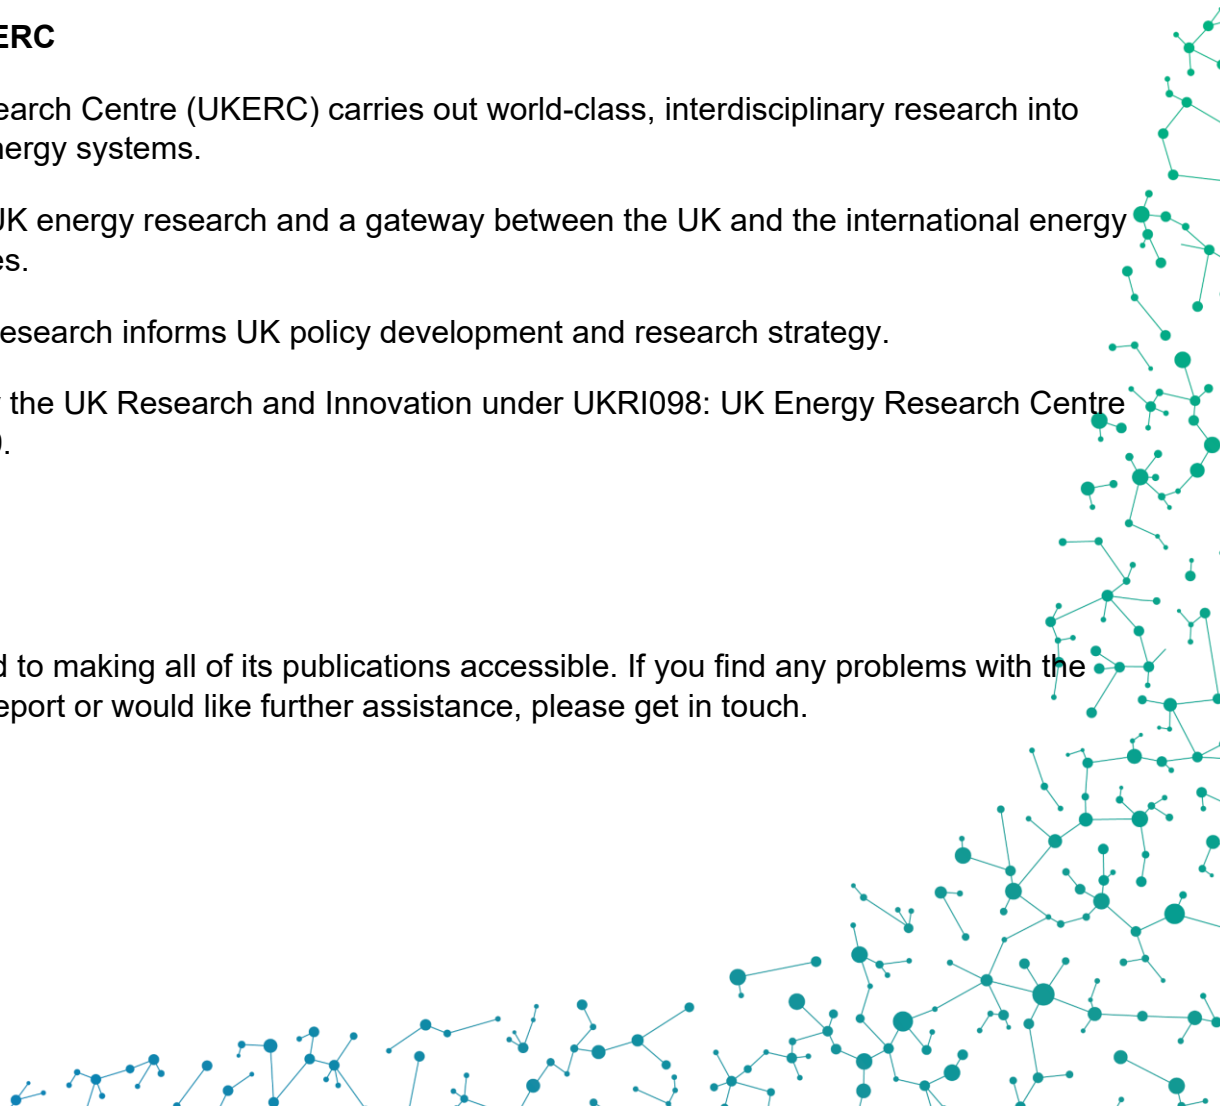 ERC
earch Centre (UKERC) carries out world-class, interdisciplinary research into
nergy systems.
UK energy research and a gateway between the UK and the international energy
es.
esearch informs UK policy development and research strategy.
the UK Research and Innovation under UKRI098: UK Energy Research Centre
.
d to making all of its publications accessible. If you find any problems with the
eport or would like further assistance, please get in touch.